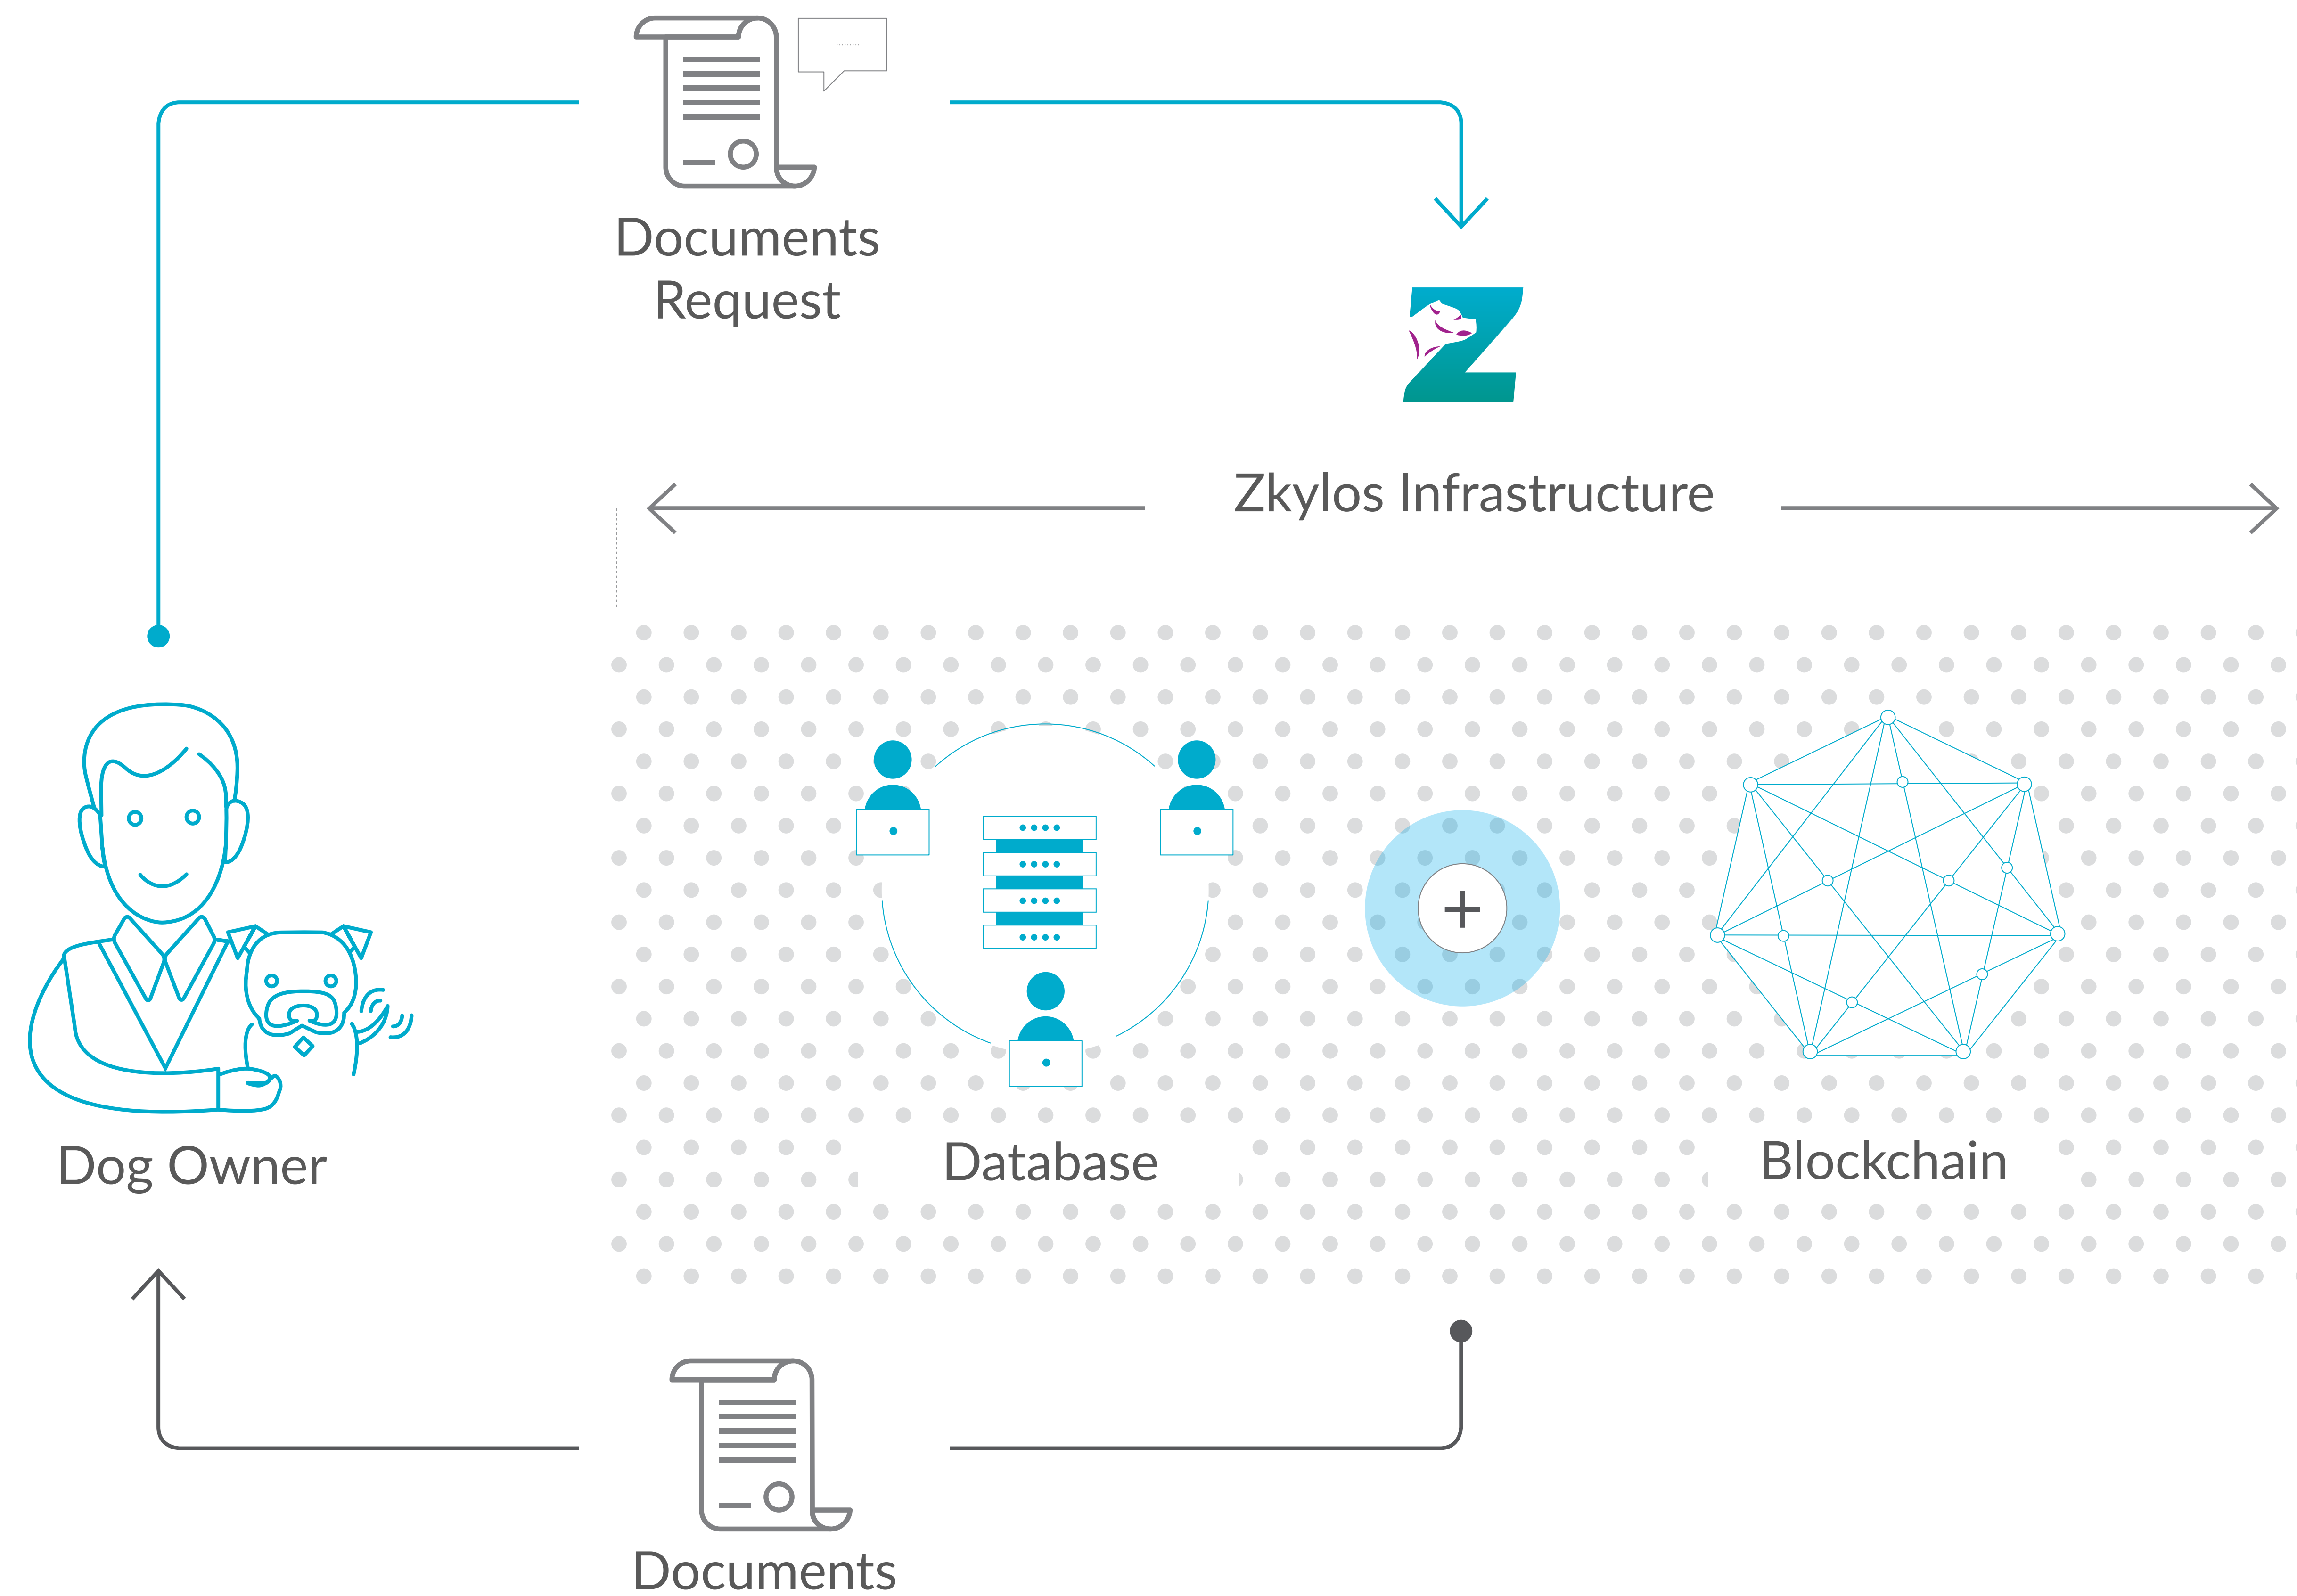 Documents
Request
Zkylos Infrastructure
Dog Owner
Database
Blockchain
Documents